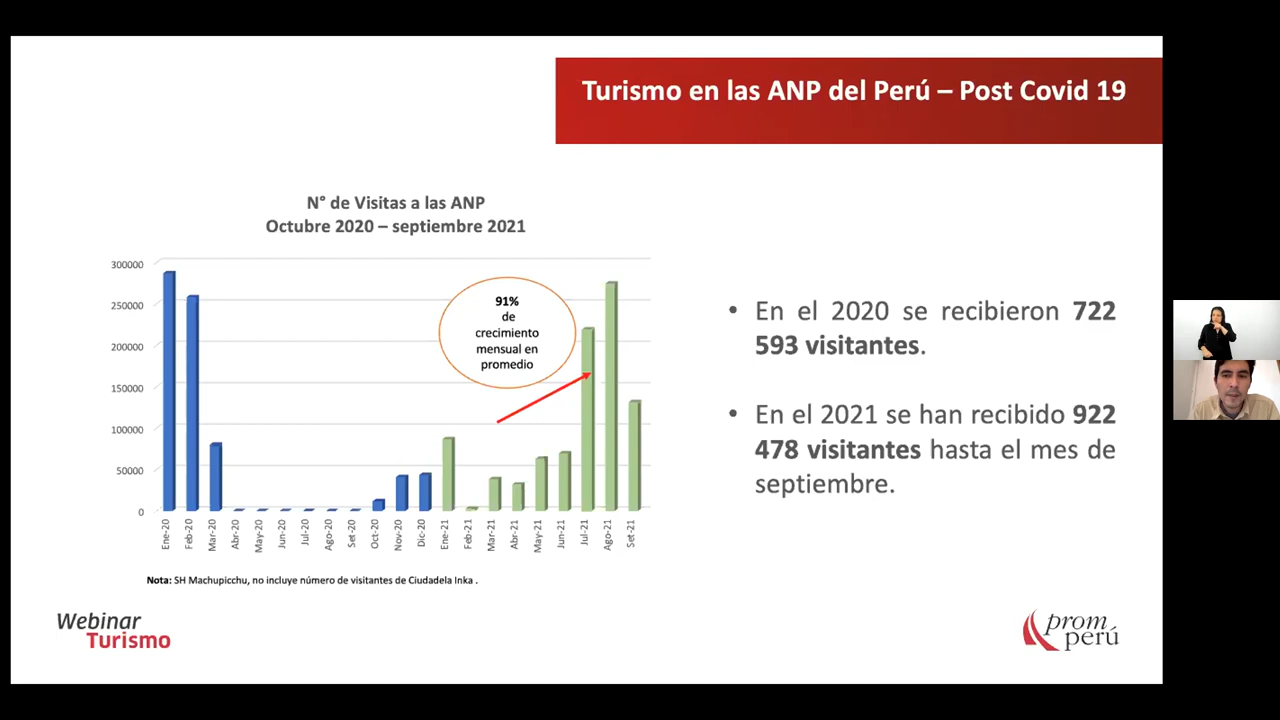 Turismo en las ANP del Perú – Post Covid 19
N° de Visitas a las ANP
Octubre 2020 – septiembre 2021
300000
250000
200000
150000
100000
50000
0
91%
de
crecimiento
mensual en
promedio
Ene-20
Feb-20
Mar-20
Abr-20
May-20
Jun-20
Jul-20
Ago-20
Set-20
Oct-20
Nov-20
Dic-20
Ene-21
Feb-21
Mar-21
Abr-21
May-21
Jun-21
Jul-21
Ago-21
Set-21
Nota: SH Machupicchu, no incluye número de visitantes de Ciudadela Inka .
• En el 2020 se recibieron 722
593 visitantes.
• En el 2021 se han recibido 922
478 visitantes hasta el mes de
septiembre.
Webinar
Turismo
prom
perú